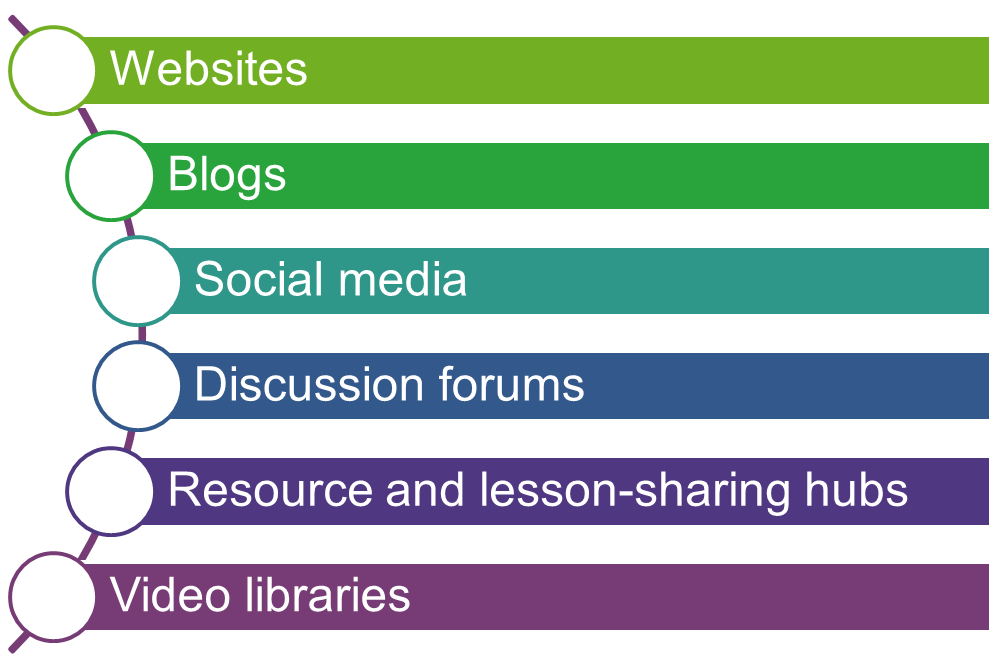 Websites
Blogs
Social media
Discussion forums
Resource and lesson-sharing hubs
Video libraries